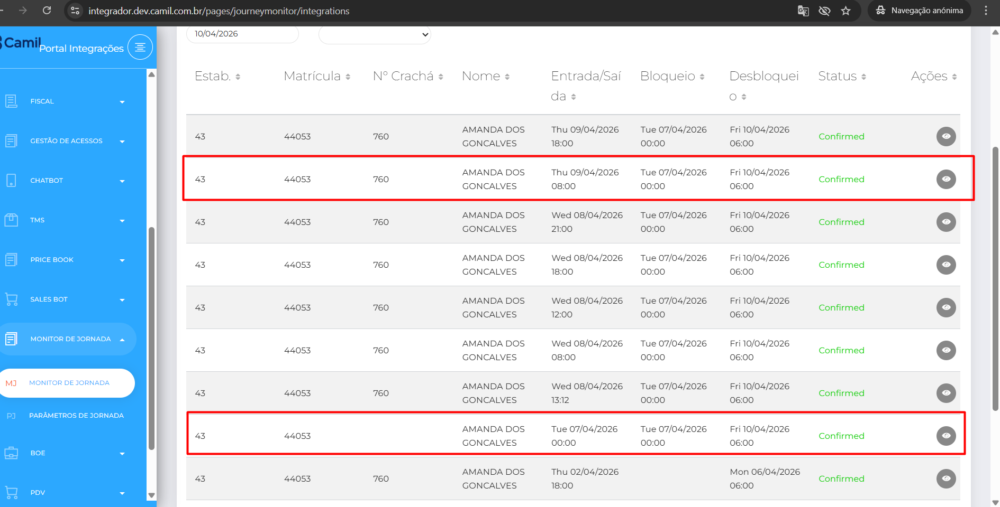 integrador.dev.camil.com.br/pages/journeymonitor/integrations
Navegação anónima
Camil
Portal Integrações
FISCAL
GESTÃO DE ACESSOS
CHATBOT
TMS
PRICE BOOK
SALES BOT
MONITOR DE JORNADA
MJ MONITOR DE JORNADA
PJ PARÂMETROS DE JORNADA
BOE
PDV
10/04/2026
Estab. Matrícula Nº Crachá Nome Entrada/Saí Bloqueio Desbloquei Status Ações
da o
AMANDA DOS Thu 09/04/2026 Tue 07/04/2026 Fri 10/04/2026
43 44053 760 Confirmed
GONCALVES 18:00 00:00 06:00
AMANDA DOS Thu 09/04/2026 Tue 07/04/2026 Fri 10/04/2026
43 44053 760 Confirmed
GONCALVES 08:00 00:00 06:00
AMANDA DOS Wed 08/04/2026 Tue 07/04/2026 Fri 10/04/2026
43 44053 760 Confirmed
GONCALVES 21:00 00:00 06:00
AMANDA DOS Wed 08/04/2026 Tue 07/04/2026 Fri 10/04/2026
43 44053 760 Confirmed
GONCALVES 18:00 00:00 06:00
AMANDA DOS Wed 08/04/2026 Tue 07/04/2026 Fri 10/04/2026
43 44053 760 Confirmed
GONCALVES 12:00 00:00 06:00
AMANDA DOS Wed 08/04/2026 Tue 07/04/2026 Fri 10/04/2026
43 44053 760 Confirmed
GONCALVES 08:00 00:00 06:00
AMANDA DOS Wed 08/04/2026 Tue 07/04/2026 Fri 10/04/2026
43 44053 760 Confirmed
GONCALVES 13:12 00:00 06:00
AMANDA DOS Tue 07/04/2026 Tue 07/04/2026 Fri 10/04/2026
43 44053 Confirmed
GONCALVES 00:00 00:00 06:00
AMANDA DOS Thu 02/04/2026 Mon 06/04/2026
43 44053 760 Confirmed
GONCALVES 18:00 06:00